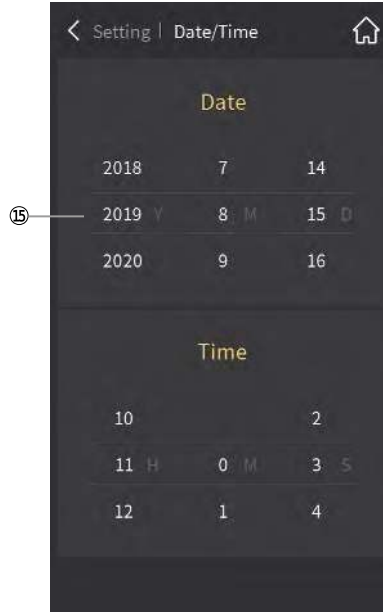 Setting | Date/Time
Date
2018 7 14
⑮ 2019 Y 8 M 15 D
2020 9 16
Time
10 2
11 H 0 M 3 S
12 1 4